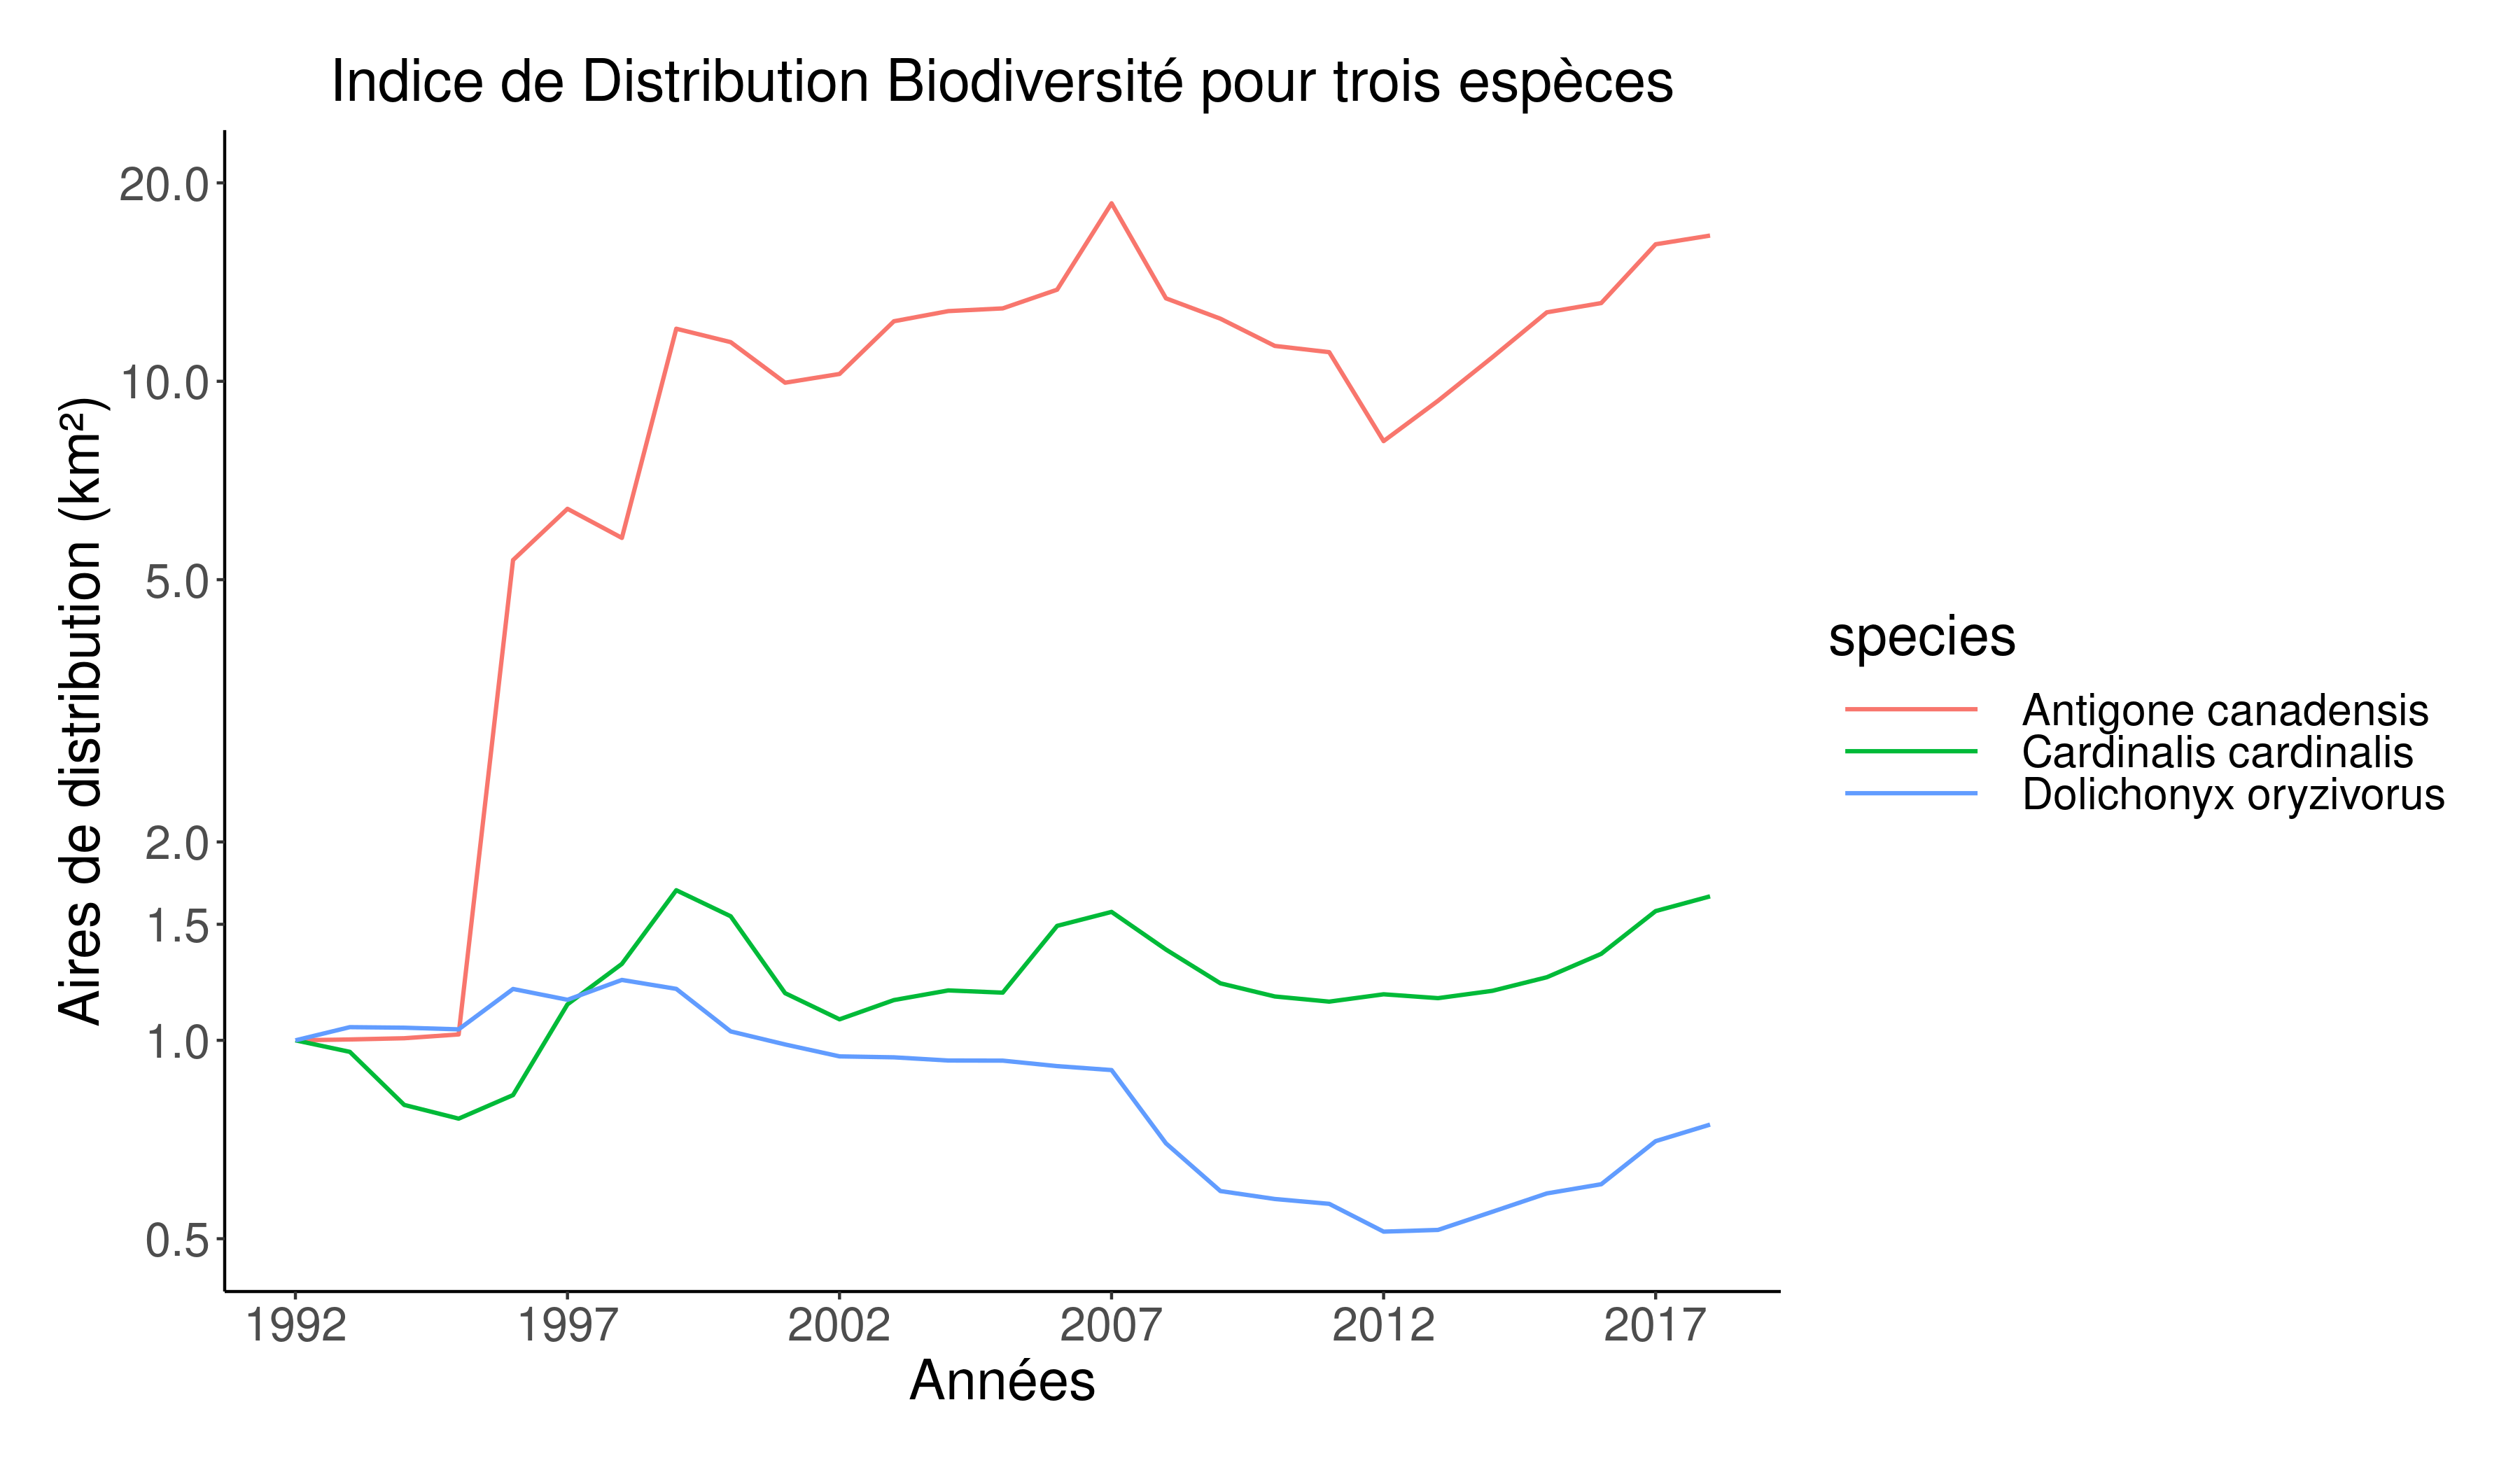 Indice de Distribution Biodiversité pour trois espèces
Aires de distribution (km²)
20.0
10.0
5.0
2.0
1.5
1.0
0.5
1992 1997 2002 2007 2012 2017
Années
species
Antigone canadensis
Cardinalis cardinalis
Dolichonyx oryzivorus